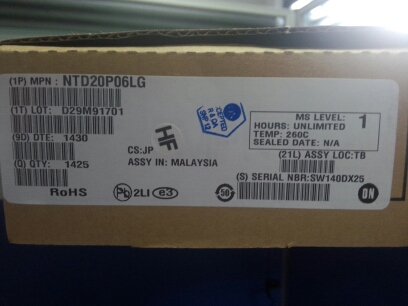 (1P) MPN : NTD20P06LG
(1T) LOT: D29M91701
(9D) DTE: 1430
(Q) QTY: 1425
HF
CS:JP
ASSY IN: MALAYSIA
MS LEVEL: 1
HOURS: UNLIMITED
TEMP: 260C
SEALED DATE: N/A
(21L) ASSY LOC:TB
(S) SERIAL NBR:SW140DX25
RoHS
Pb
2LI
e3
50
ON